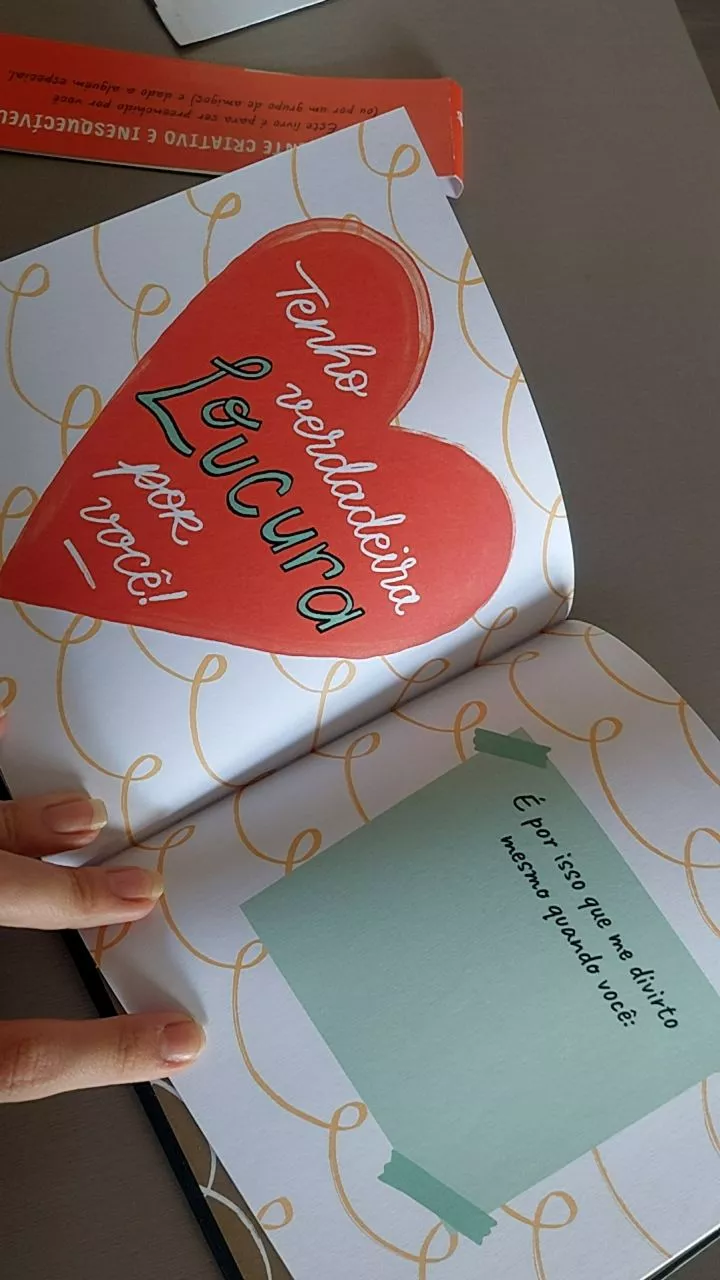 Tenho
verdadeira
Loucura
por
você!
É por isso que me divirto
mesmo quando você:
NTE CRIATIVO E INESQUECÍVEL
Este livro é para ser preenchido por você
(ou por um grupo de amigos) e dado a alguém especial